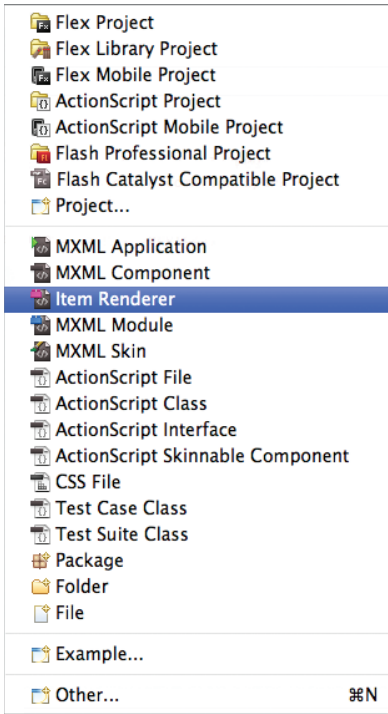 Flex Project
Flex Library Project
Flex Mobile Project
ActionScript Project
ActionScript Mobile Project
Flash Professional Project
Flash Catalyst Compatible Project
Project...
MXML Application
MXML Component
Item Renderer
MXML Module
MXML Skin
ActionScript File
ActionScript Class
ActionScript Interface
ActionScript Skinnable Component
CSS File
Test Case Class
Test Suite Class
Package
Folder
File
Example...
Other... ⌘N